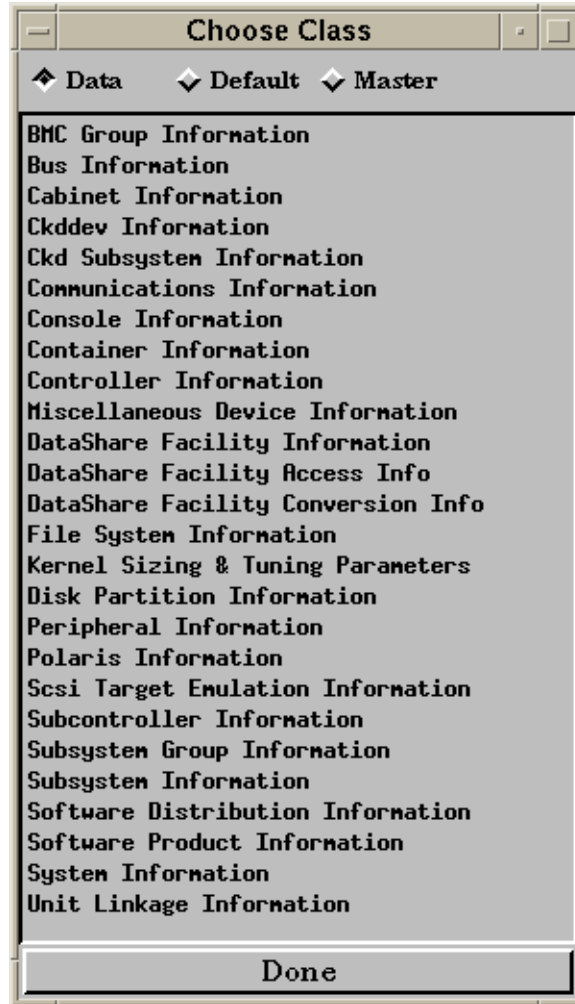 Choose Class
Data Default Master
BMC Group Information
Bus Information
Cabinet Information
Ckddev Information
Ckd Subsystem Information
Communications Information
Console Information
Container Information
Controller Information
Miscellaneous Device Information
DataShare Facility Information
DataShare Facility Access Info
DataShare Facility Conversion Info
File System Information
Kernel Sizing & Tuning Parameters
Disk Partition Information
Peripheral Information
Polaris Information
Scsi Target Emulation Information
Subcontroller Information
Subsystem Group Information
Subsystem Information
Software Distribution Information
Software Product Information
System Information
Unit Linkage Information
Done